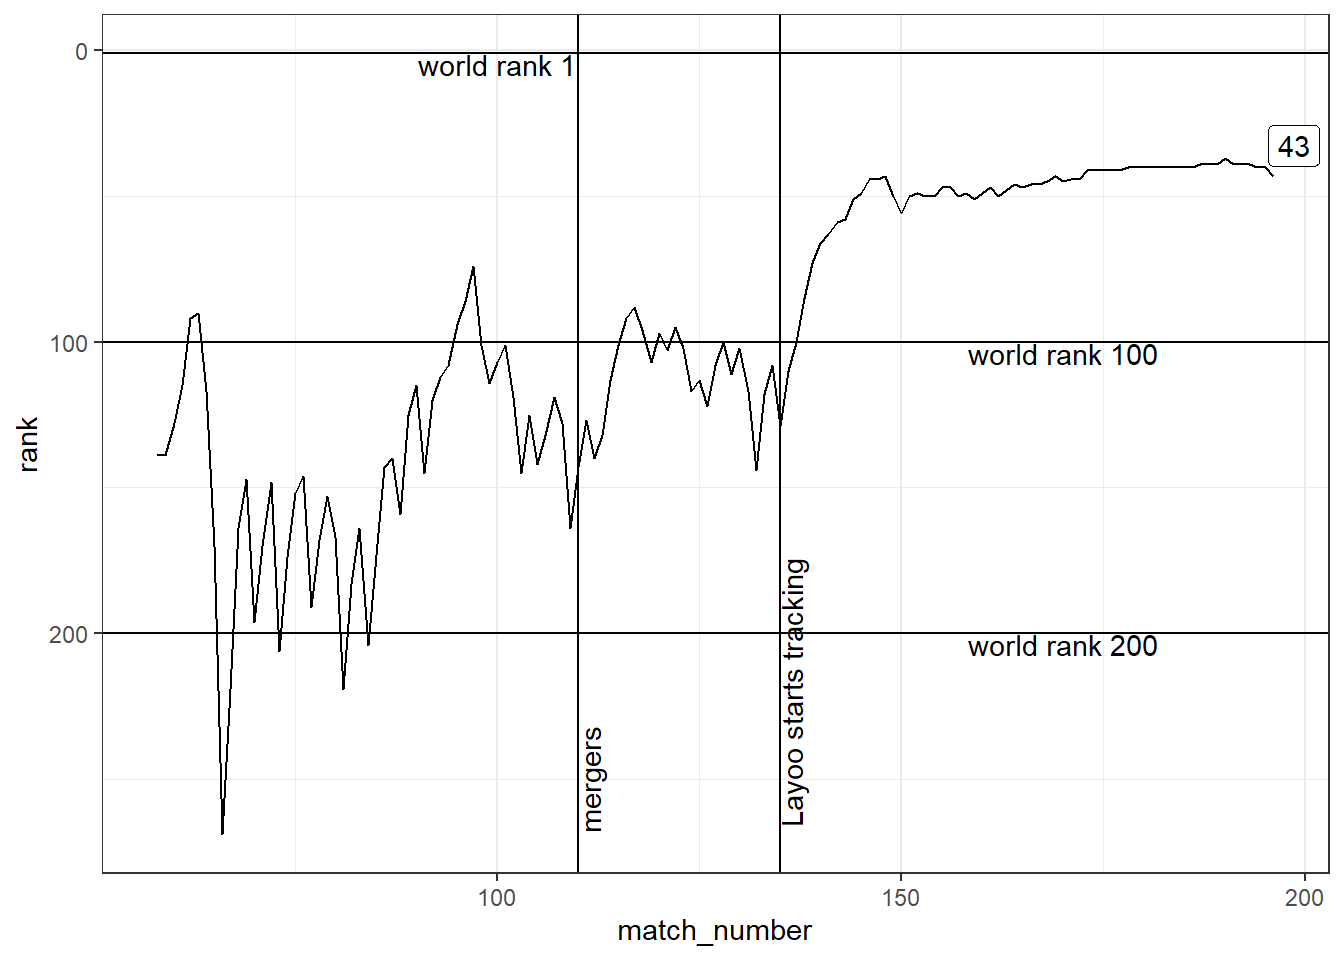 0
world rank 1
43
100
world rank 100
rank
200
world rank 200
mergers
Layoo starts tracking
100
150
200
match_number